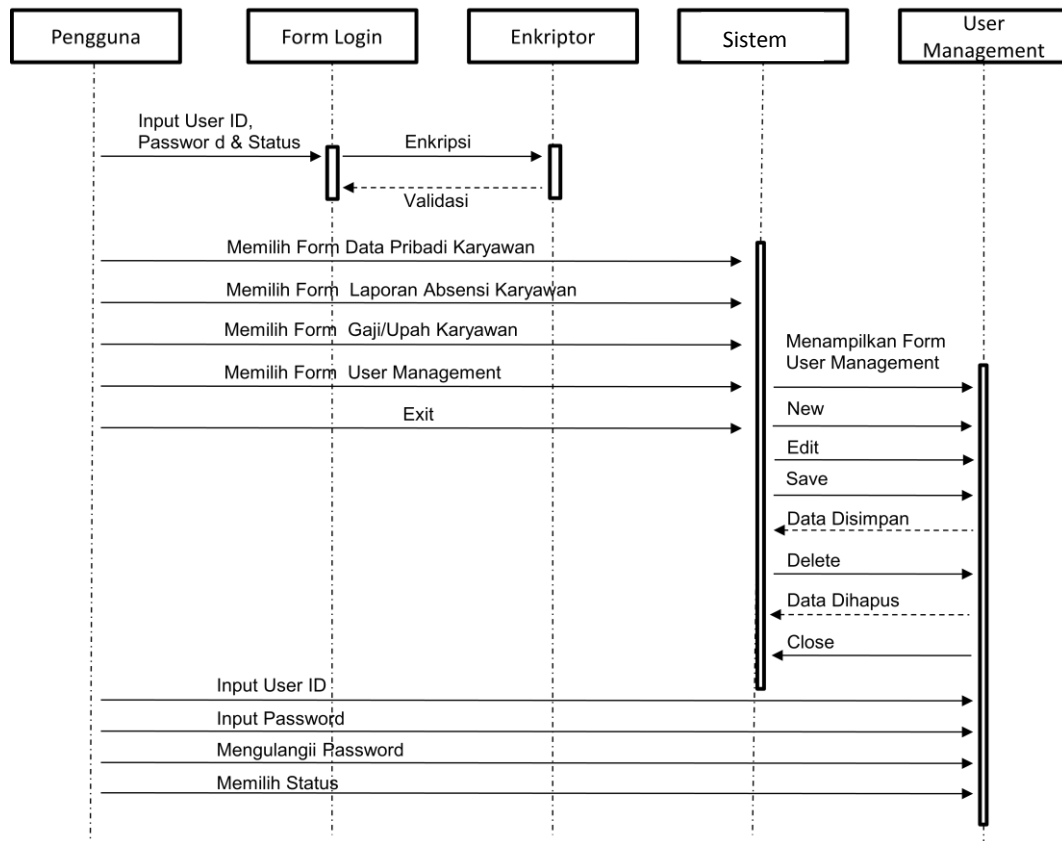 Pengguna
Form Login
Enkriptor
Sistem
User
Management
Input User ID,
Passwor d & Status
Enkripsi
Validasi
Memilih Form Data Pribadi Karyawan
Memilih Form Laporan Absensi Karyawan
Memilih Form Gaji/Upah Karyawan
Menampilkan Form
User Management
Memilih Form User Management
Exit
New
Edit
Save
Data Disimpan
Delete
Data Dihapus
Close
Input User ID
Input Password
Mengulangii Password
Memilih Status